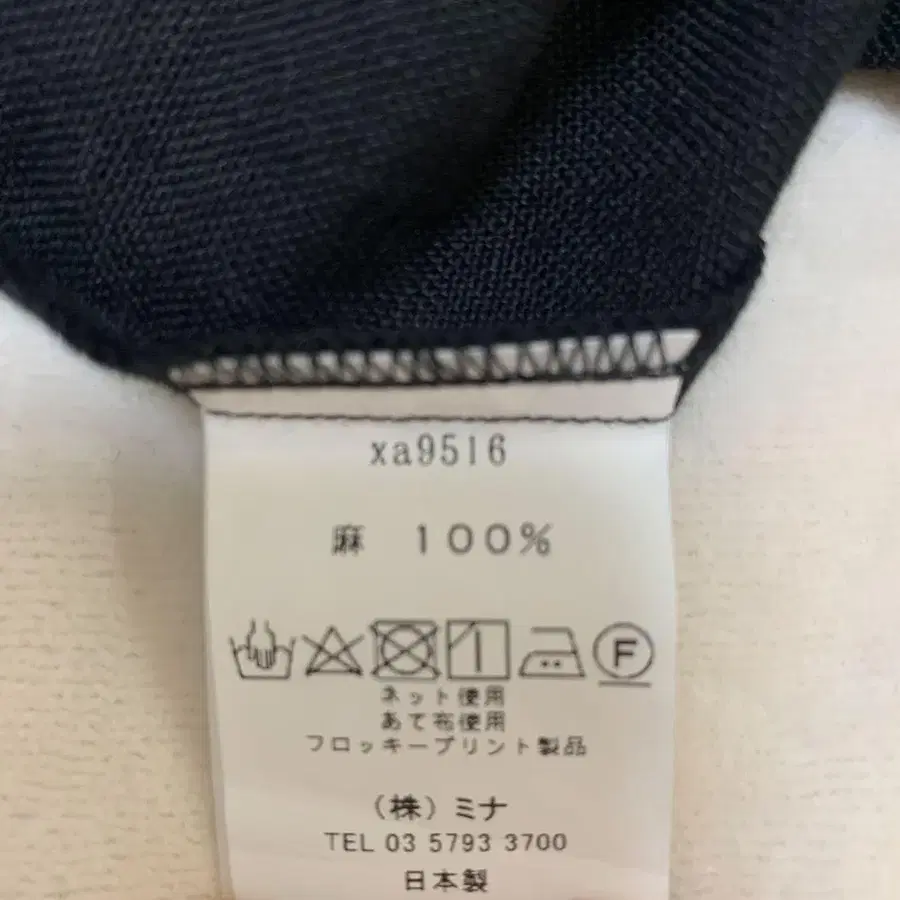 xa9516
麻 100%
F
ネット使用
あて布使用
フロッキープリント製品
(株)ミナ
TEL 03 5793 3700
日本製